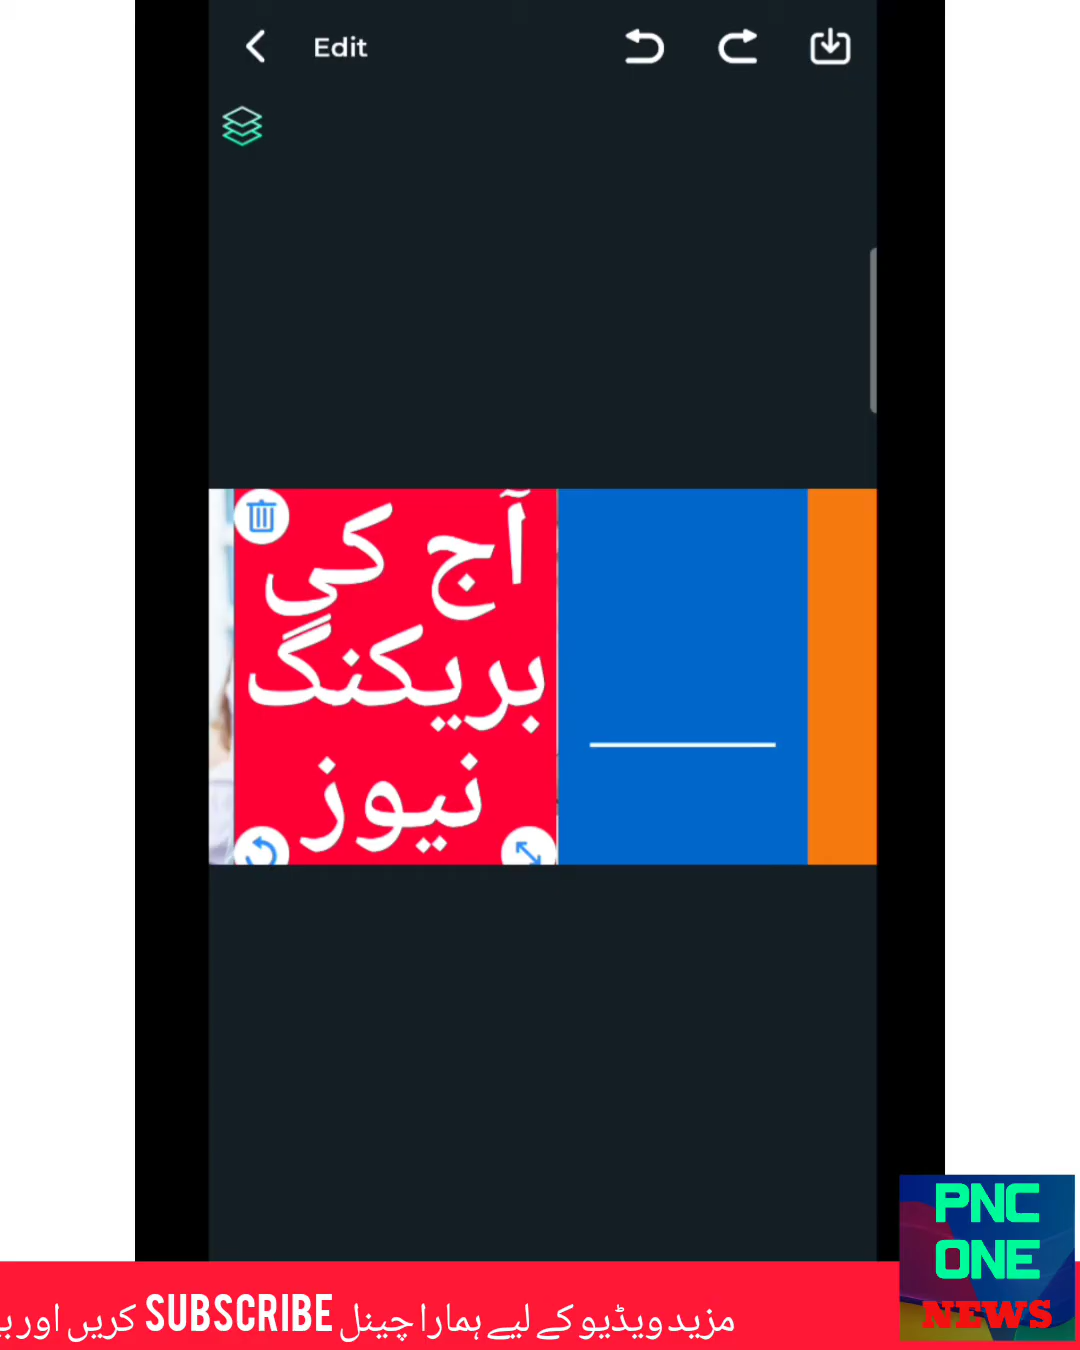 Edit
آج کی
بریکنگ
نیوز
PNC
ONE
NEWS
مزید ویڈیو کے لیے ہمارا چینل SUBSCRIBE کریں اور